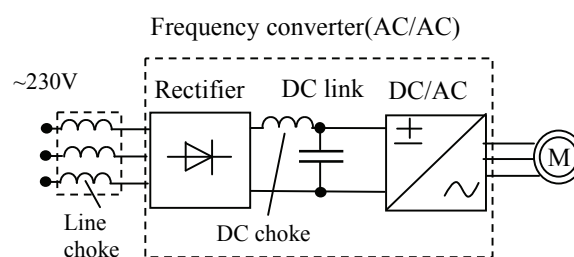 Frequency converter(AC/AC)
~230V
Rectifier
DC link
DC/AC
M
Line
choke
DC choke